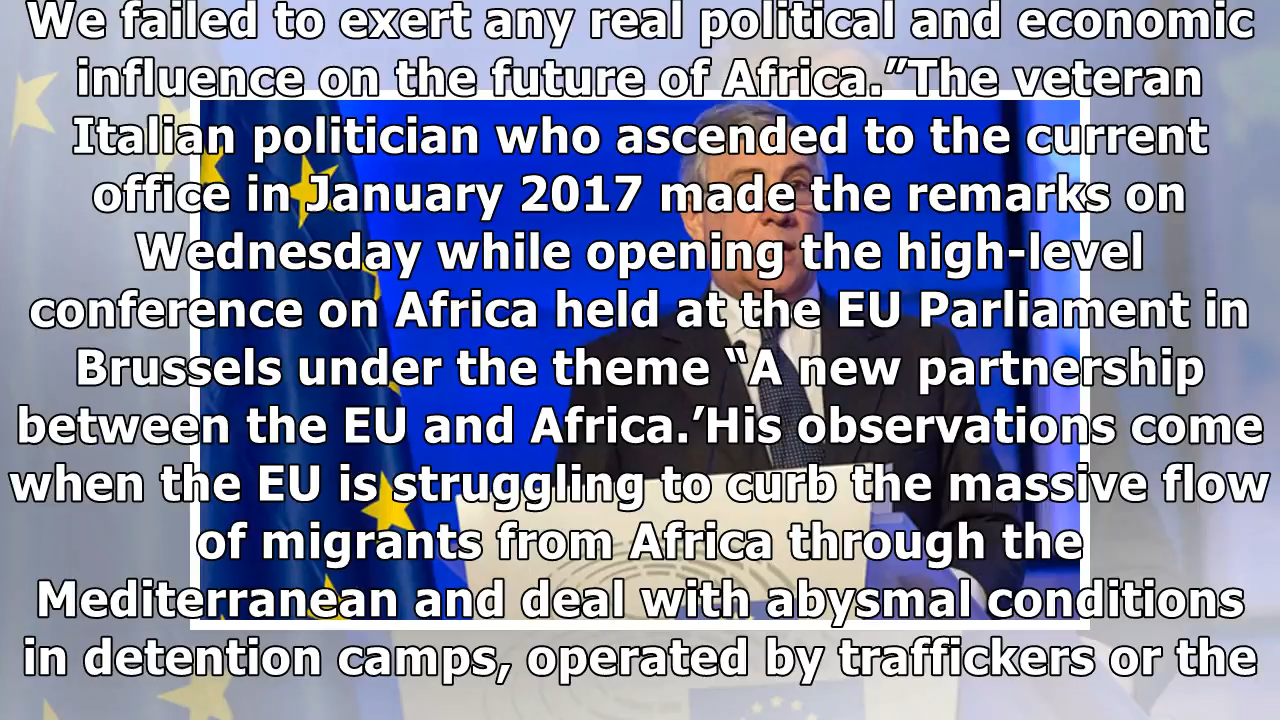 We failed to exert any real political and economic
influence on the future of Africa.”The veteran
Italian politician who ascended to the current
office in January 2017 made the remarks on
Wednesday while opening the high-level
conference on Africa held at the EU Parliament in
Brussels under the theme “A new partnership
between the EU and Africa.’His observations come
when the EU is struggling to curb the massive flow
of migrants from Africa through the
Mediterranean and deal with abysmal conditions
in detention camps, operated by traffickers or the